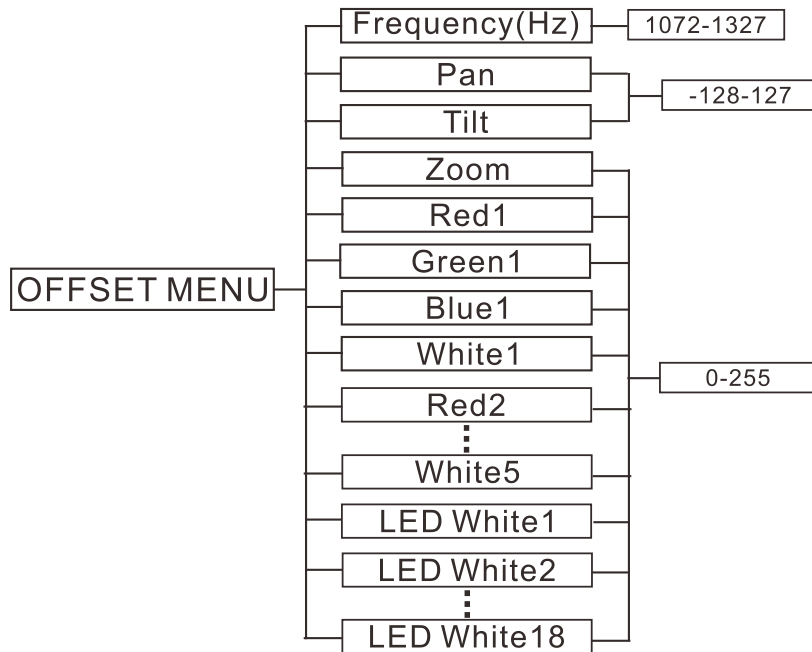 Frequency(Hz)
1072-1327
Pan
-128-127
Tilt
Zoom
Red1
Green1
OFFSET MENU
Blue1
White1
0-255
Red2
White5
LED White1
LED White2
LED White18